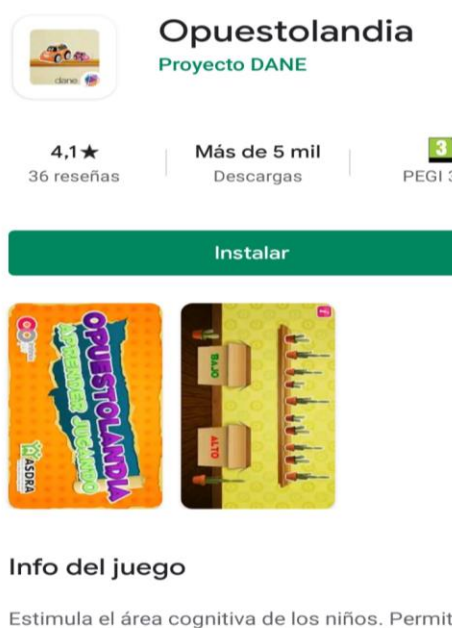 Opuestolandia
Proyecto DANE
dane
4,1★
Más de 5 mil
3
36 reseñas
Descargas
PEGI 3
Instalar
OPUESTOLANDIA
APRENDER JUGANDO
ASDRA
BAJO
ALTO
Info del juego
Estimula el área cognitiva de los niños. Permit